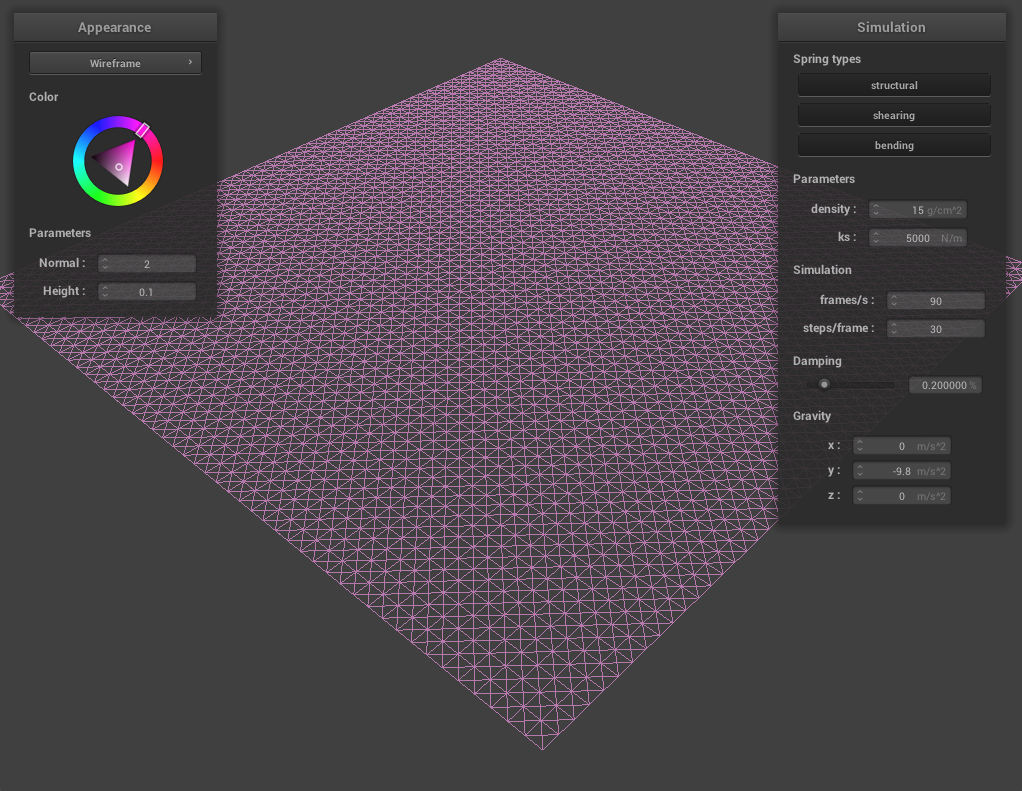 Appearance
Wireframe
Color
Parameters
Normal : 2
Height : 0.1
Simulation
Spring types
structural
shearing
bending
Parameters
density : 15 g/cm^2
ks : 5000 N/m
Simulation
frames/s : 90
steps/frame : 30
Damping
0.200000 %
Gravity
x : 0 m/s^2
y : -9.8 m/s^2
z : 0 m/s^2